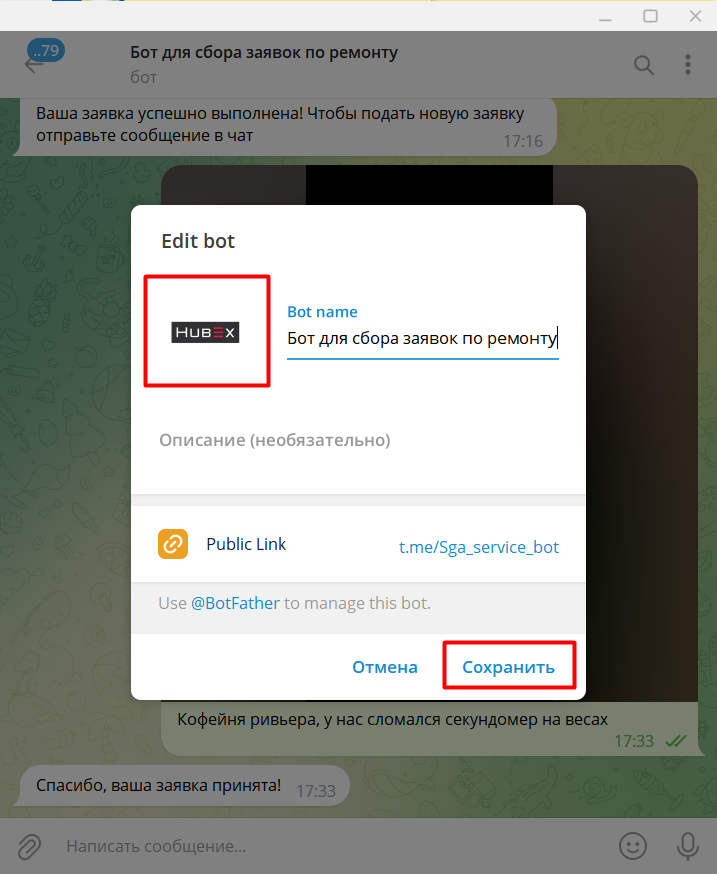 ..79
Бот для сбора заявок по ремонту
бот
Ваша заявка успешно выполнена! Чтобы подать новую заявку
отправьте сообщение в чат
17:16
Edit bot
HUBEX
Bot name
Бот для сбора заявок по ремонту
Описание (необязательно)
Public Link
t.me/Sga_service_bot
Use @BotFather to manage this bot.
Отмена
Сохранить
Кофейня ривьера, у нас сломался секундомер на весах
17:33
Спасибо, ваша заявка принята!
17:33
Написать сообщение...